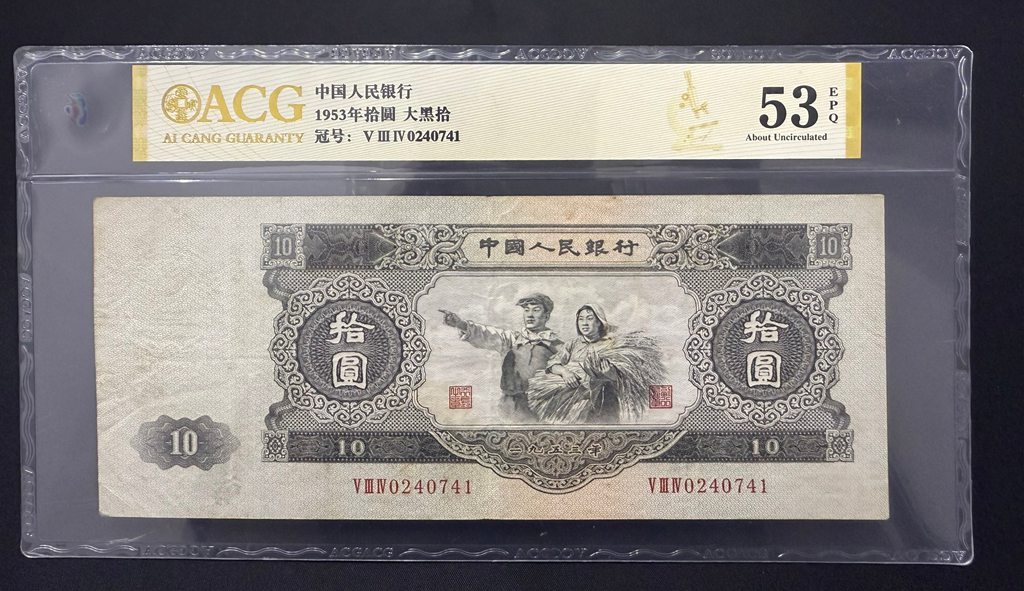 ACG
AI CANG GUARANTY
中国人民银行
1953年拾圆 大黑拾
冠号: VⅢⅣ0240741
53
EPQ
About Uncirculated
10
中國人民銀行
10
拾圓
拾圓
10
10
一九五三年
10
VⅢⅣ0240741
VⅢⅣ0240741
ACGACG